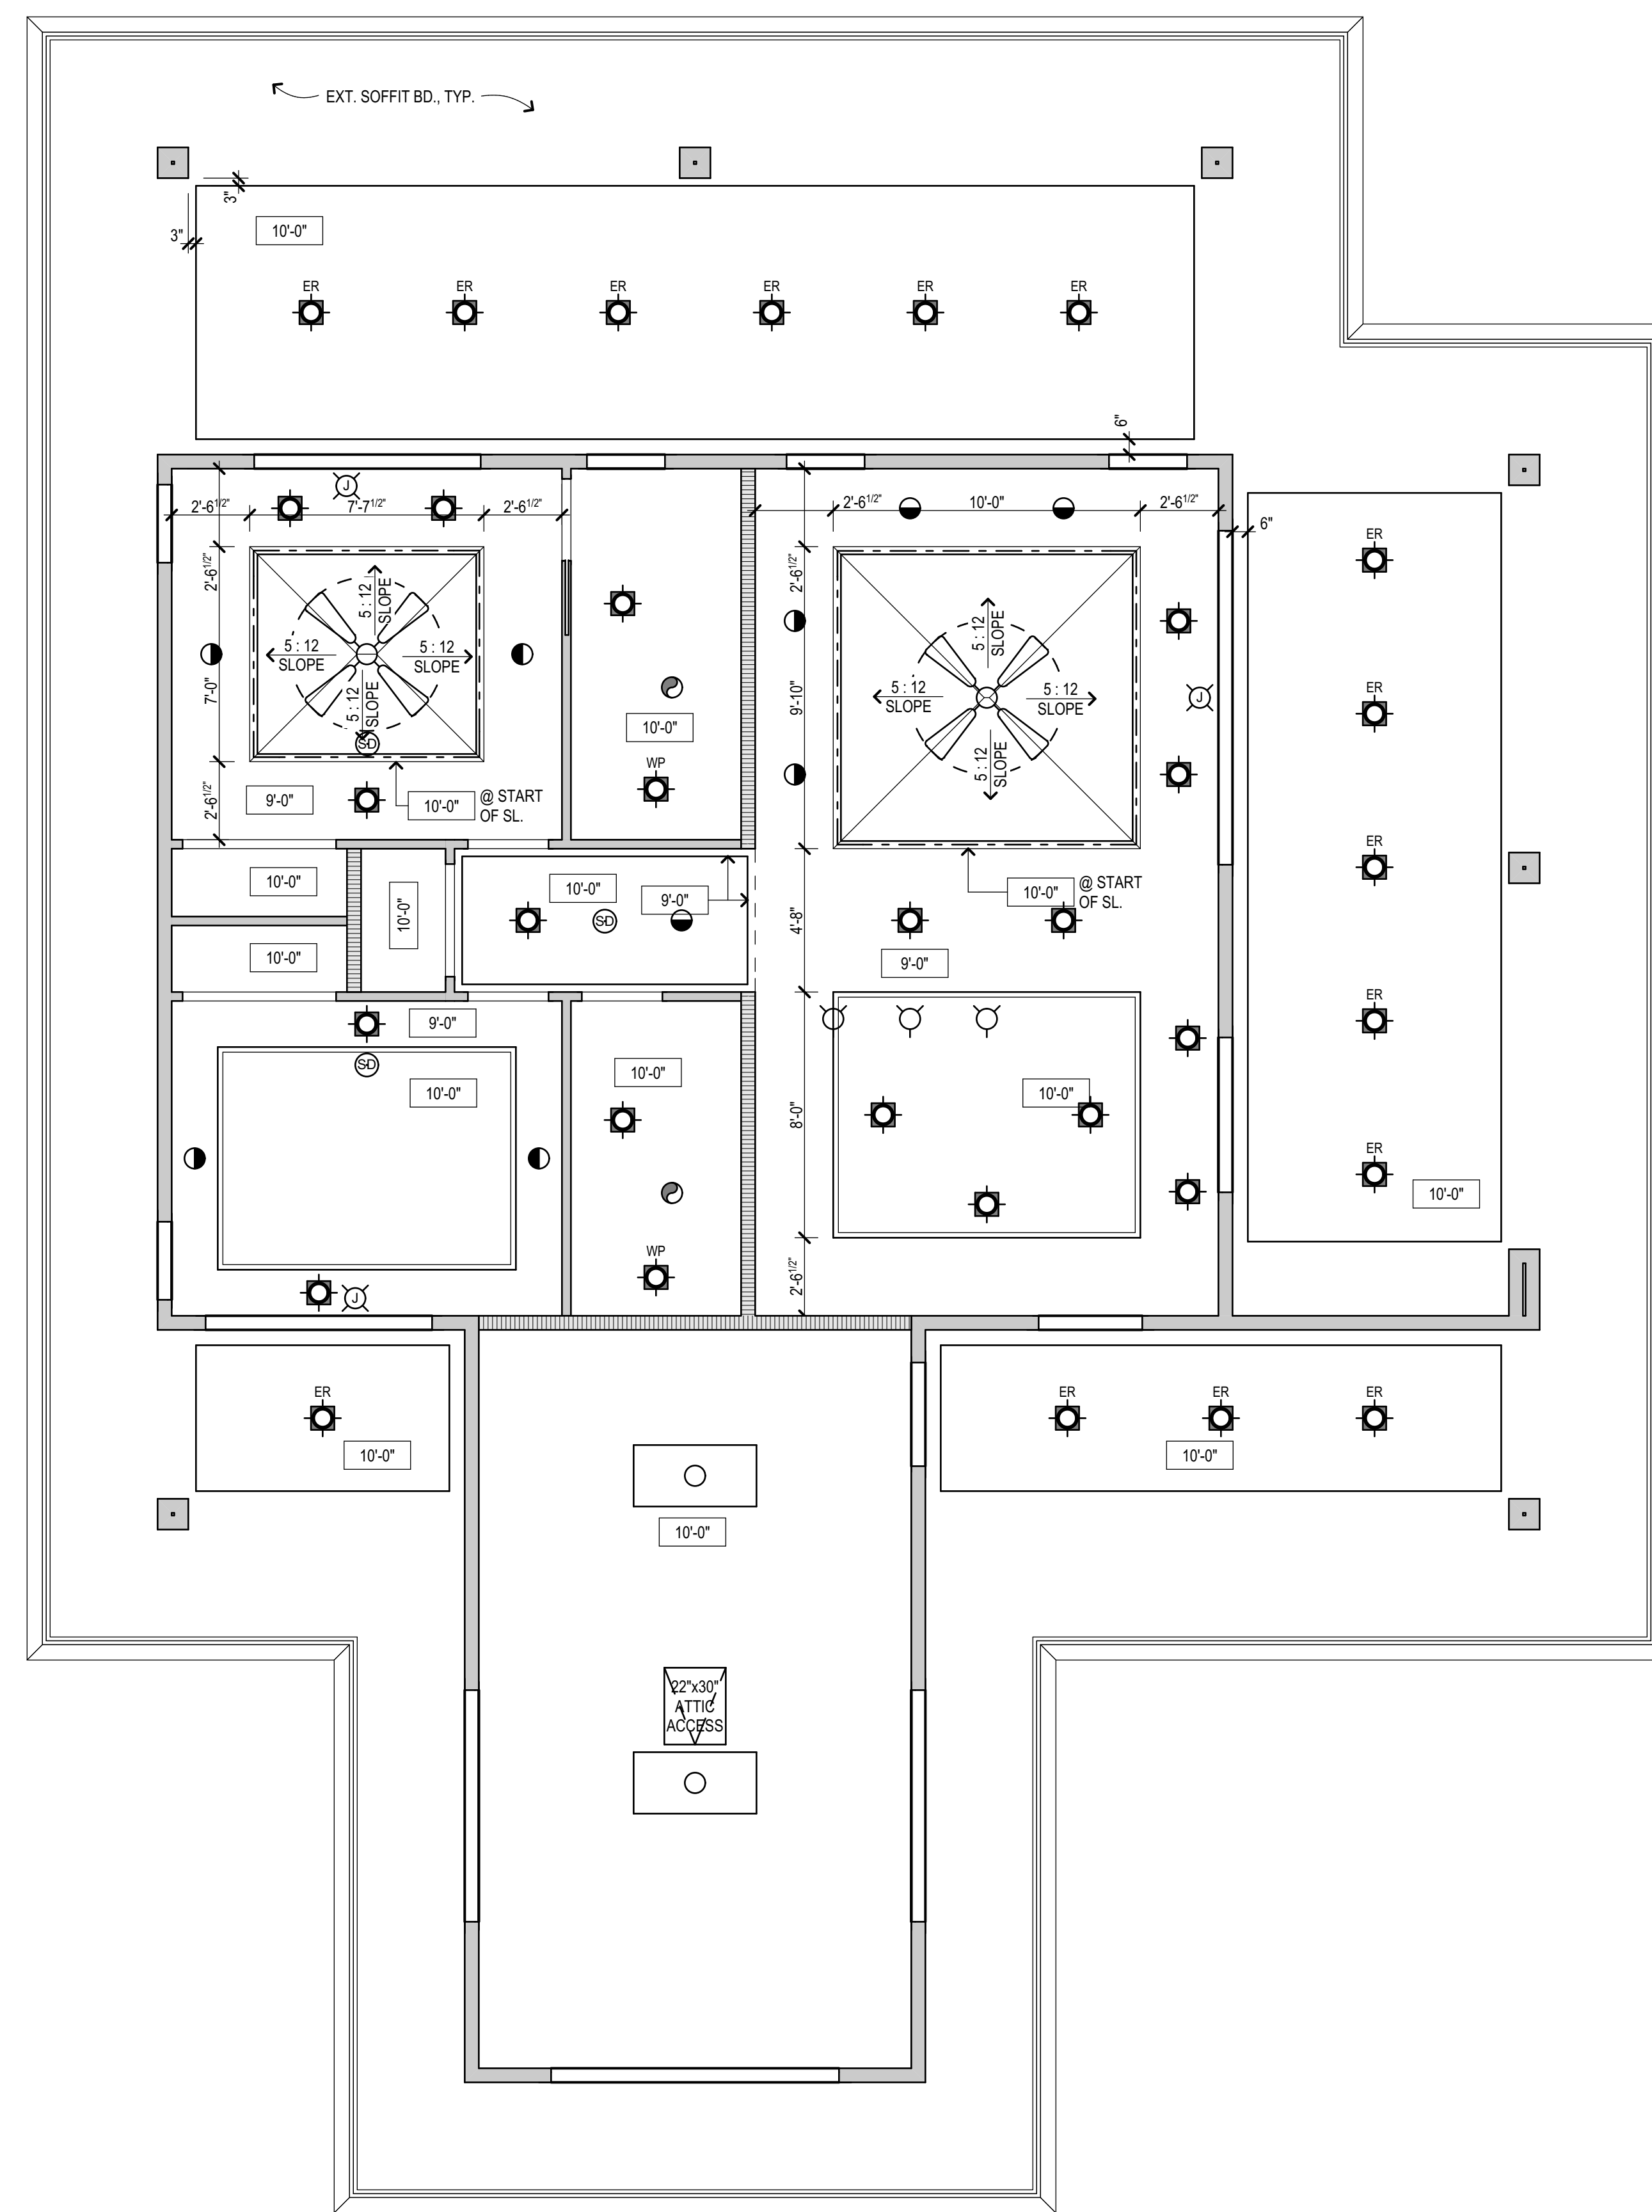 EXT. SOFFIT BD., TYP.
3"
3"
10'-0"
ER ER ER ER ER ER
6"
J
2'-6 1/2" 7'-7 1/2" 2'-6 1/2"
2'-6 1/2" 10'-0" 2'-6 1/2"
6"
ER
2'-6 1/2"
5 : 12
SLOPE
5 : 12
SLOPE
5 : 12
SLOPE
5 : 12
SLOPE
7'-0"
SD
2'-6 1/2"
9'-0"
10'-0"
@ START
OF SL.
10'-0"
WP
2'-6 1/2"
5 : 12
SLOPE
5 : 12
SLOPE
5 : 12
SLOPE
5 : 12
SLOPE
9'-10"
J
ER
10'-0"
@ START
OF SL.
ER
10'-0"
10'-0"
10'-0"
10'-0"
9'-0"
SD
4'-8"
9'-0"
ER
9'-0"
SD
10'-0"
10'-0"
8'-0"
10'-0"
ER
10'-0"
WP
J
2'-6 1/2"
ER
10'-0"
ER ER ER
10'-0"
10'-0"
22"x30"
ATTIC
ACCESS